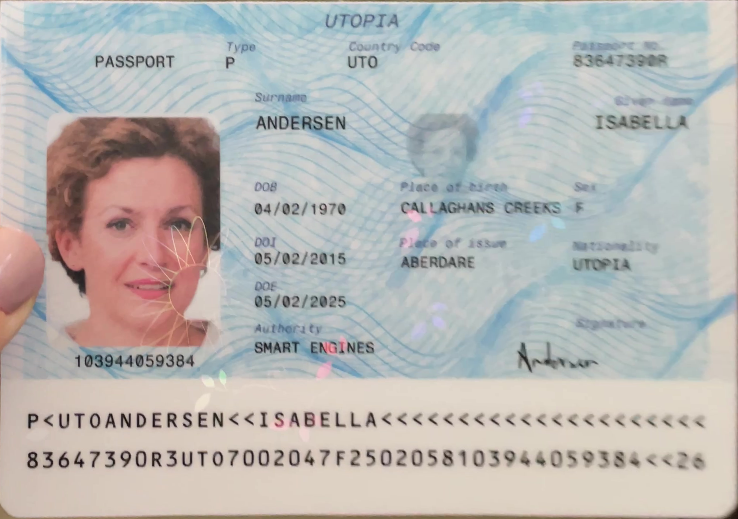 UTOPIA
Type Country Code Passport No.
PASSPORT P UTO 83647390R
Surname Given name
ANDERSEN ISABELLA
DOB Place of birth Sex
04/02/1970 CALLAGHANS CREEKS F
DOI Place of issue Nationality
05/02/2015 ABERDARE UTOPIA
DOE
05/02/2025
Authority Signature
SMART ENGINES
Andersen
103944059384
P<UTOANDERSEN<<ISABELLA<<<<<<<<<<<<<<<<<<<<<
83647390R3UTO7002047F2502058103944059384<<26